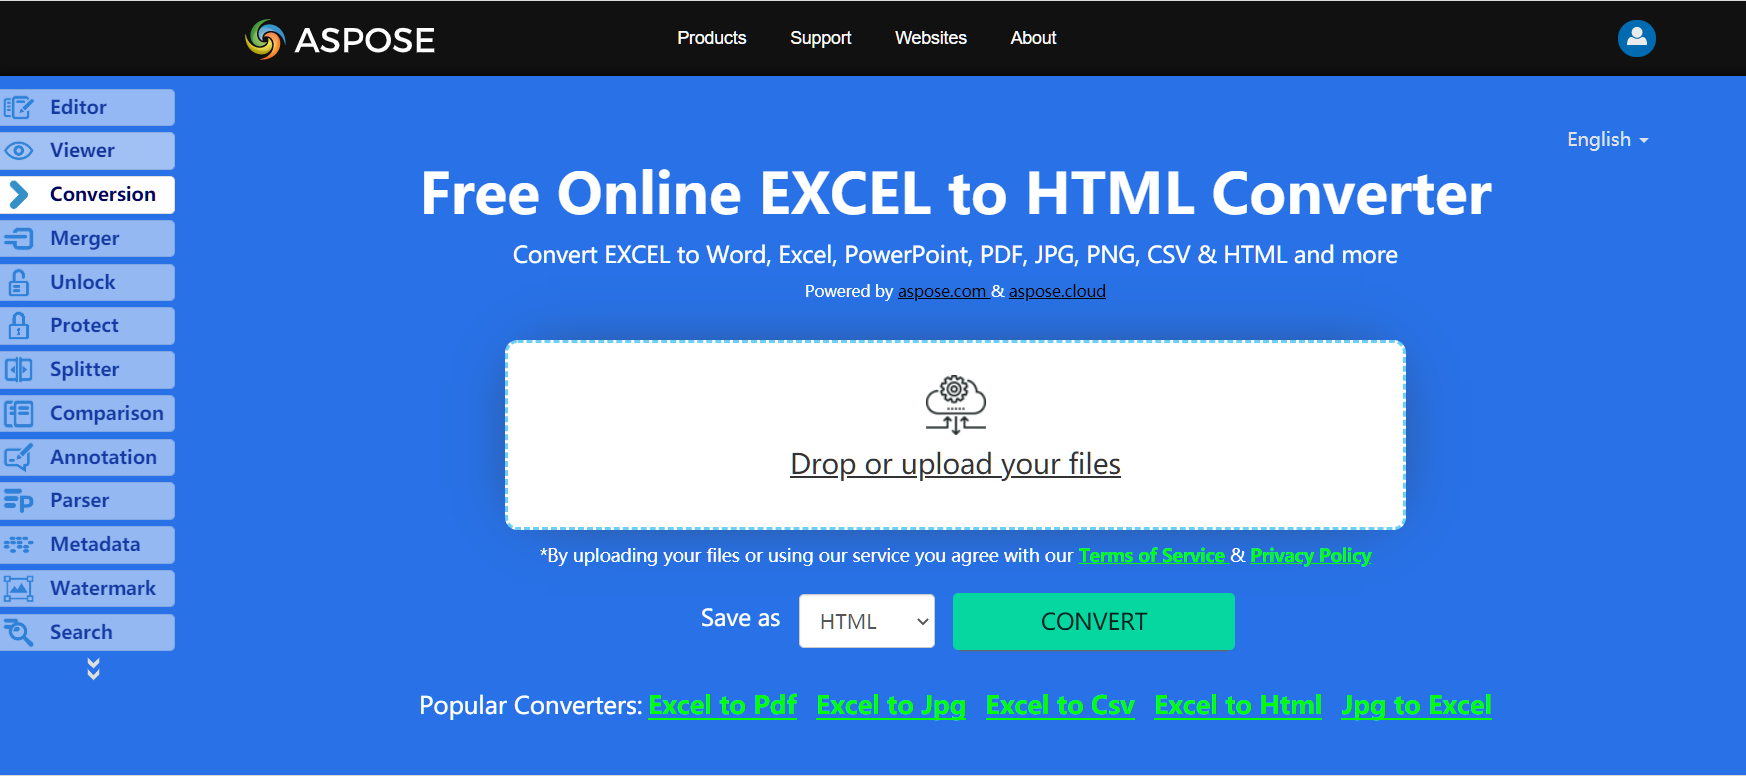 ASPOSE
Products Support Websites About
Editor
Viewer
Conversion
Merger
Unlock
Protect
Splitter
Comparison
Annotation
Parser
Metadata
Watermark
Search
English
Free Online EXCEL to HTML Converter
Convert EXCEL to Word, Excel, PowerPoint, PDF, JPG, PNG, CSV & HTML and more
Powered by aspose.com & aspose.cloud
Drop or upload your files
*By uploading your files or using our service you agree with our Terms of Service & Privacy Policy
Save as HTML CONVERT
Popular Converters: Excel to Pdf Excel to Jpg Excel to Csv Excel to Html Jpg to Excel